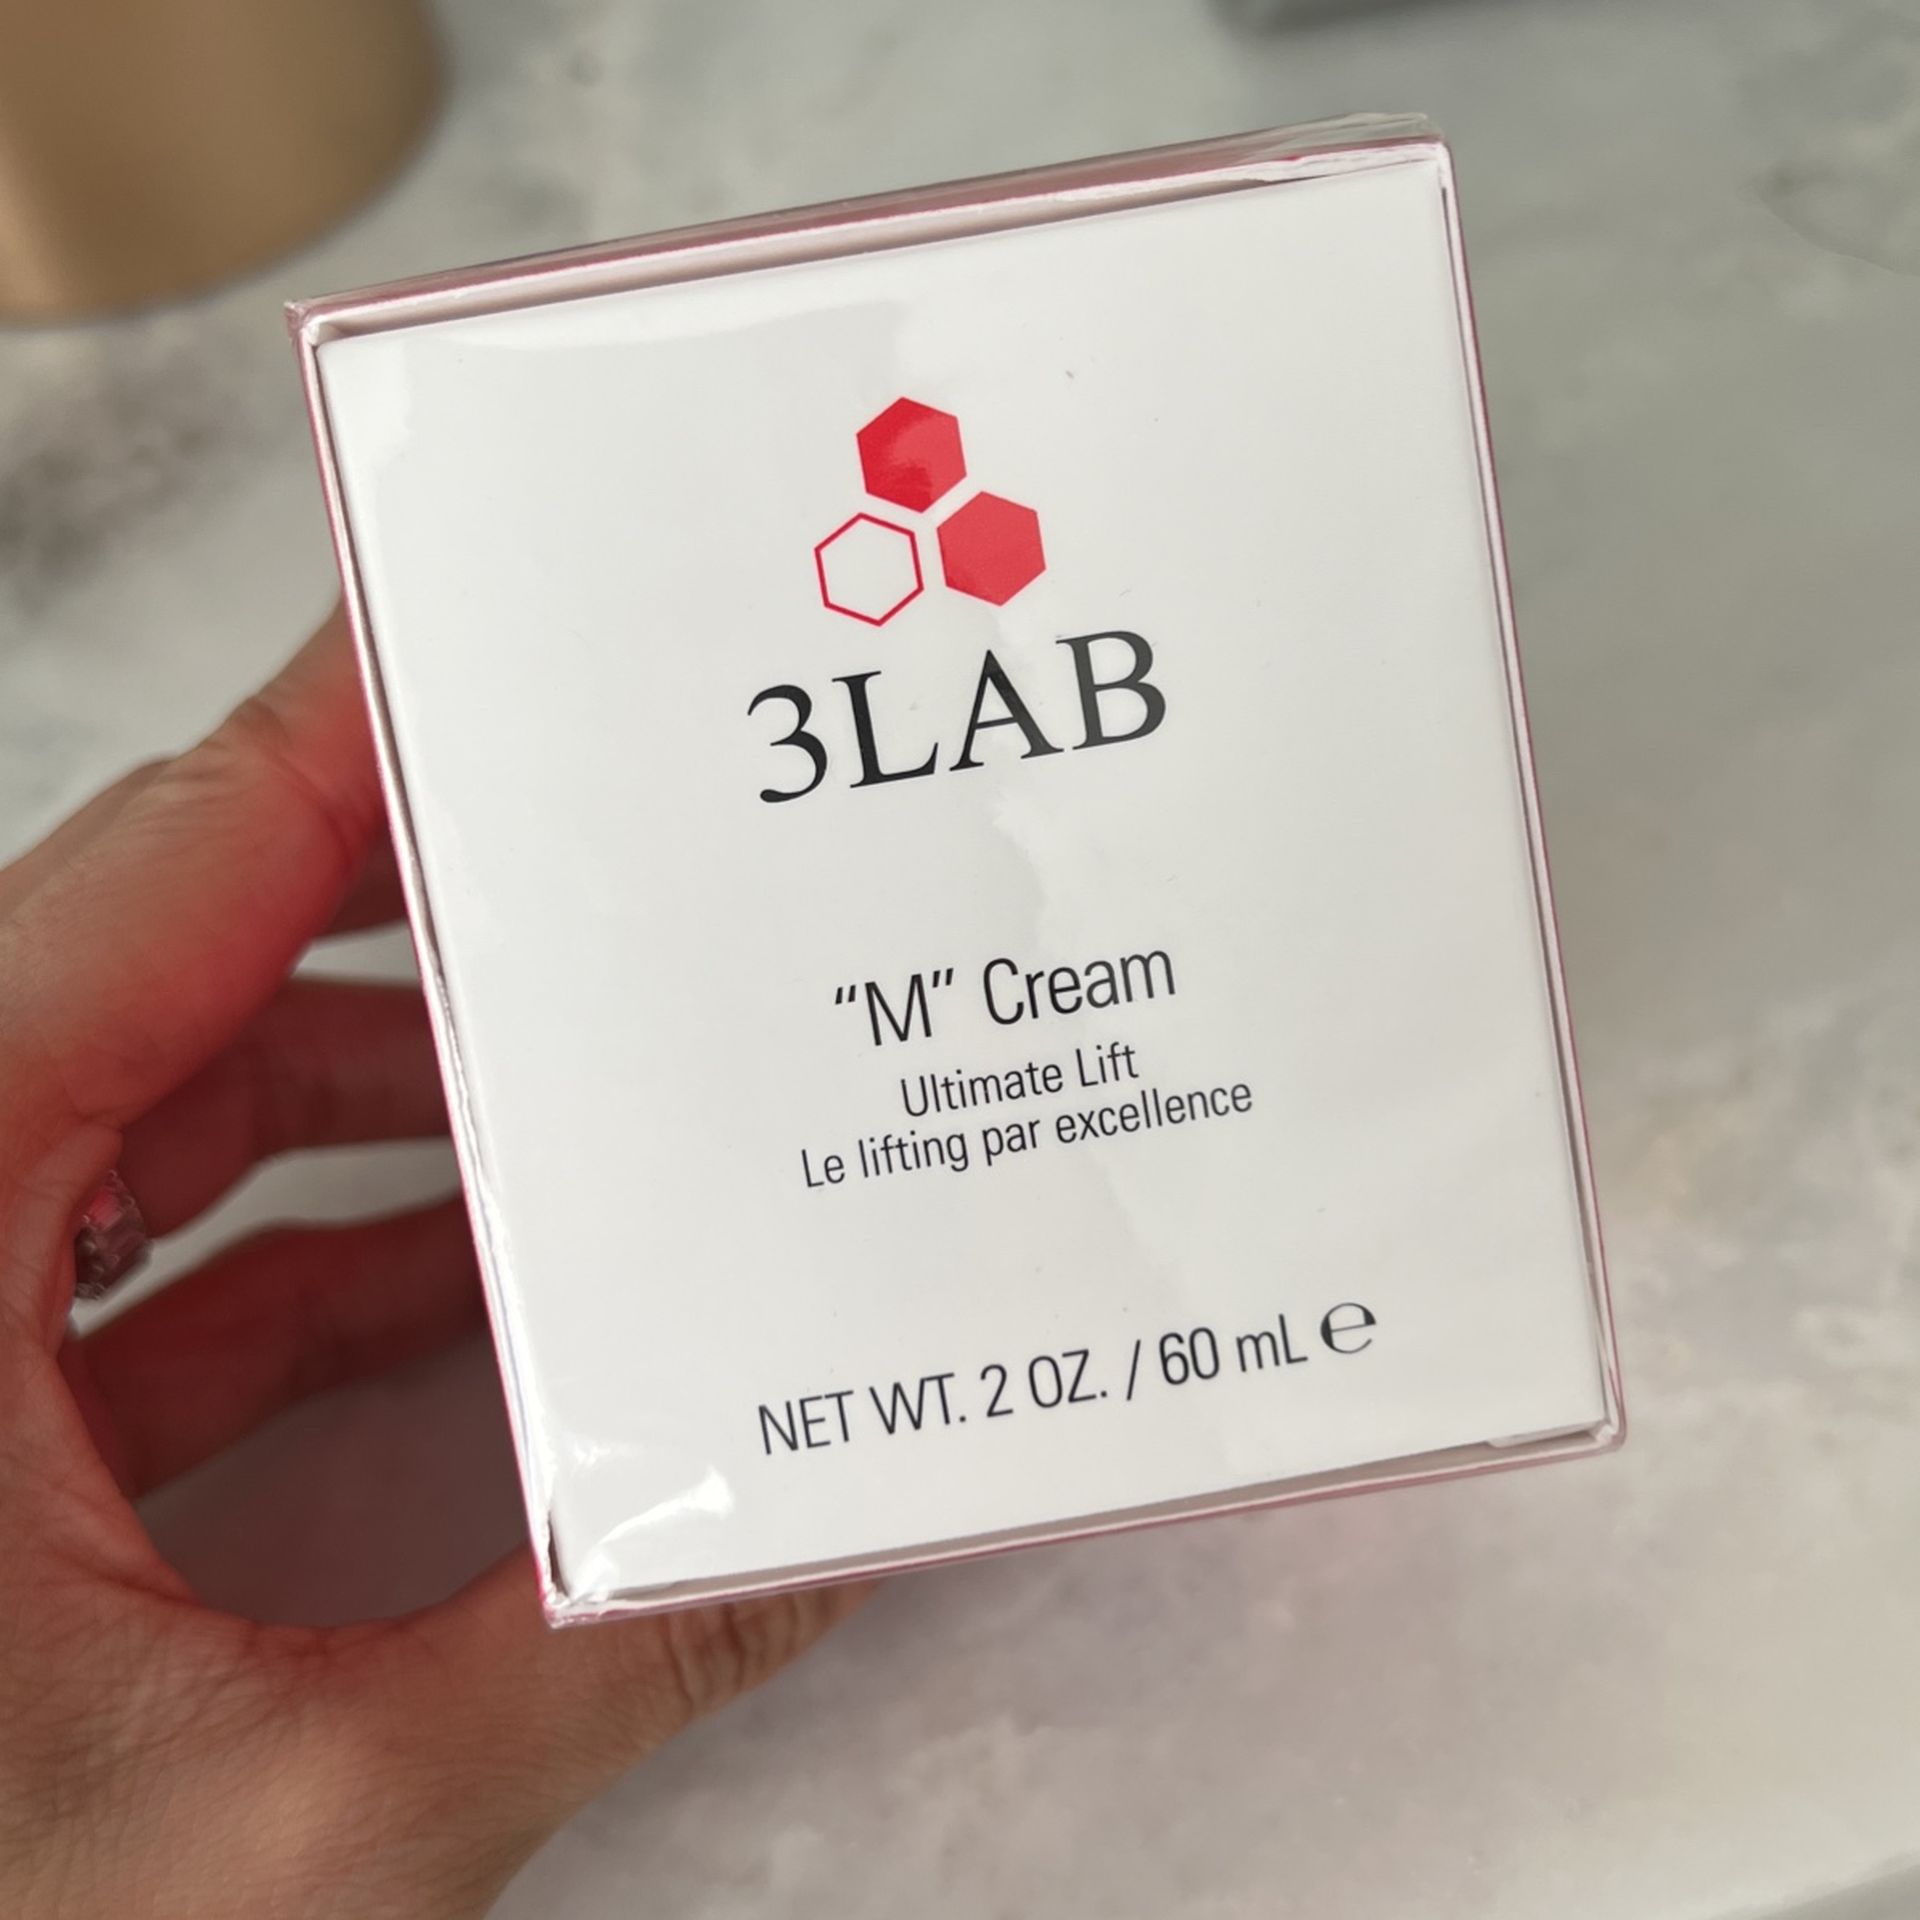 3LAB
“M” Cream
Ultimate Lift
Le lifting par excellence
NET WT. 2 OZ. / 60 mL ℮